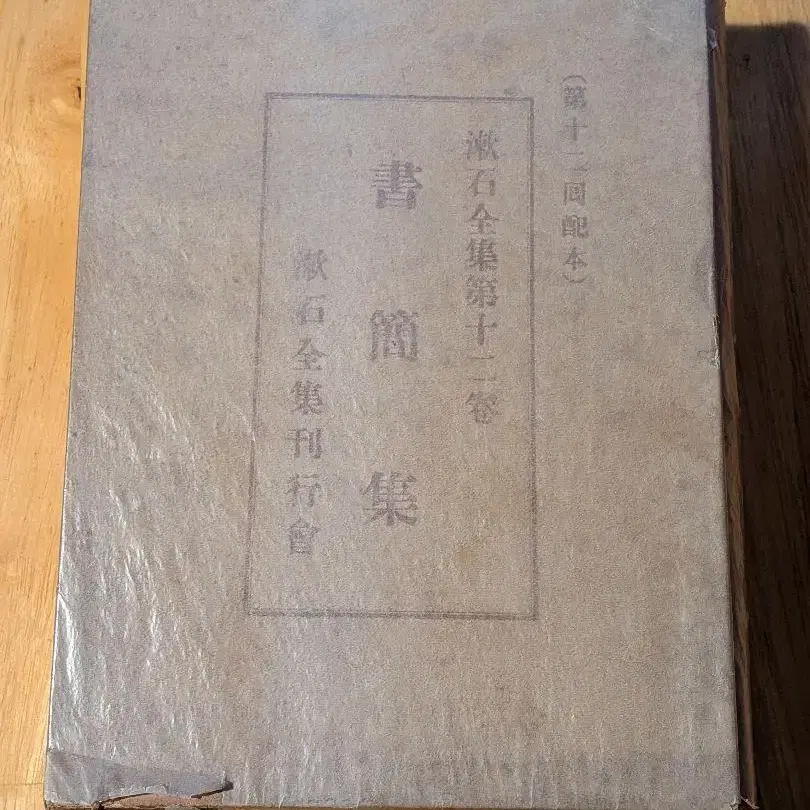 (第十二回配本)
漱石全集第十二卷
書簡集
漱石全集刊行會